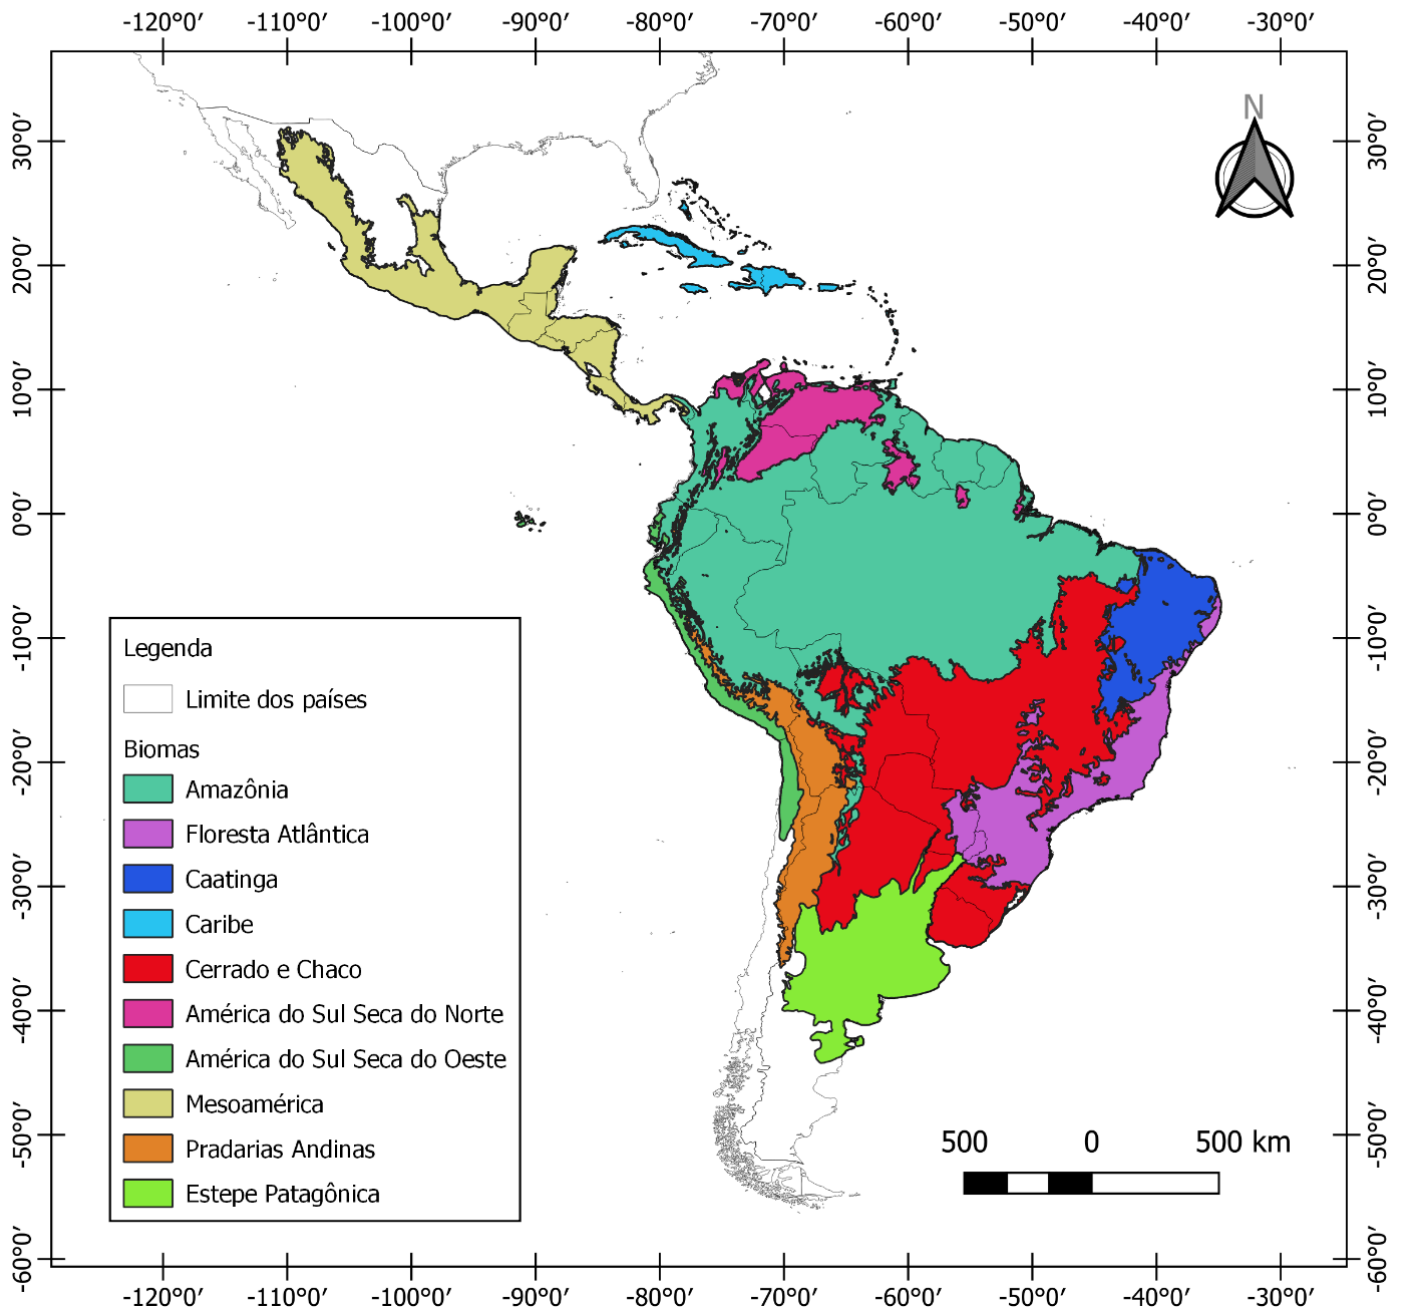 -120°0′ -110°0′ -100°0′ -90°0′ -80°0′ -70°0′ -60°0′ -50°0′ -40°0′ -30°0′
N
30°0′ 30°0′
20°0′ 20°0′
10°0′ 10°0′
0°0′ 0°0′
-10°0′ -10°0′
-20°0′ -20°0′
-30°0′ -30°0′
-40°0′ -40°0′
-50°0′ -50°0′
-60°0′ -60°0′
Legenda
Limite dos países
Biomas
Amazônia
Floresta Atlântica
Caatinga
Caribe
Cerrado e Chaco
América do Sul Seca do Norte
América do Sul Seca do Oeste
Mesoamérica
Pradarias Andinas
Estepe Patagônica
500 0 500 km
-120°0′ -110°0′ -100°0′ -90°0′ -80°0′ -70°0′ -60°0′ -50°0′ -40°0′ -30°0′